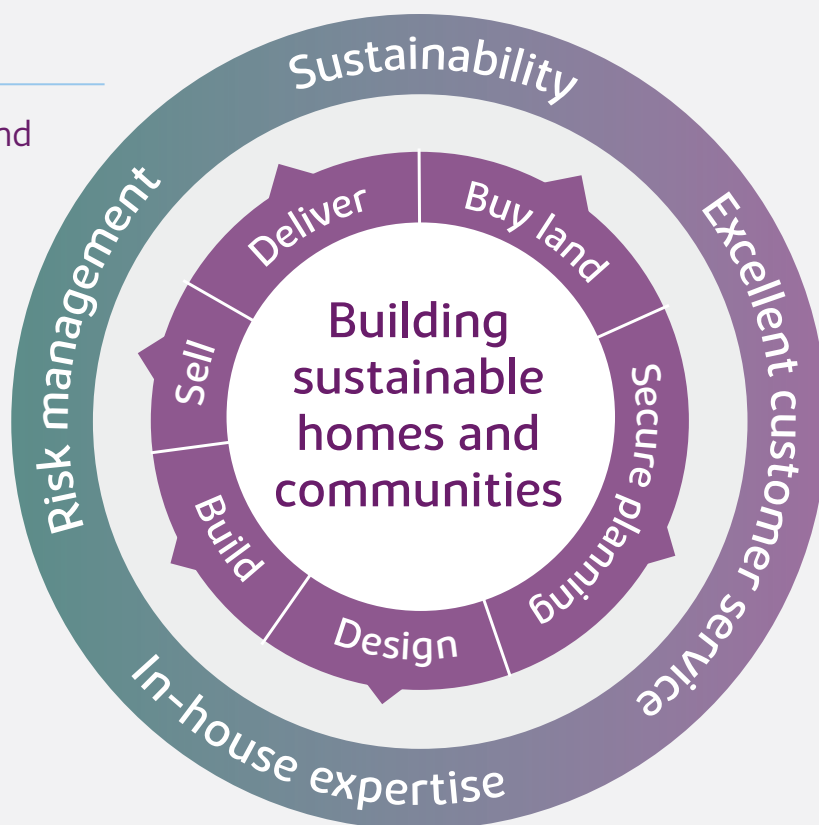 Sustainability
Excellent customer service
In-house expertise
Risk management
Buy land
Secure planning
Design
Build
Sell
Deliver
Building
sustainable
homes and
communities